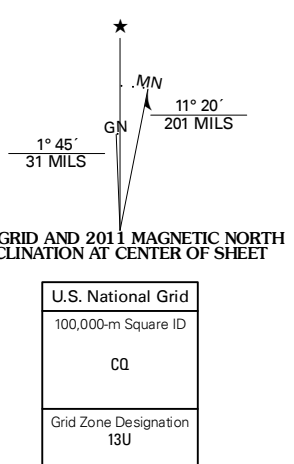 ★
MN
GN
11° 20´
201 MILS
1° 45´
31 MILS
GRID AND 2011 MAGNETIC NORTH
CLINATION AT CENTER OF SHEET
U.S. National Grid
100,000-m Square ID
CQ
Grid Zone Designation
13U